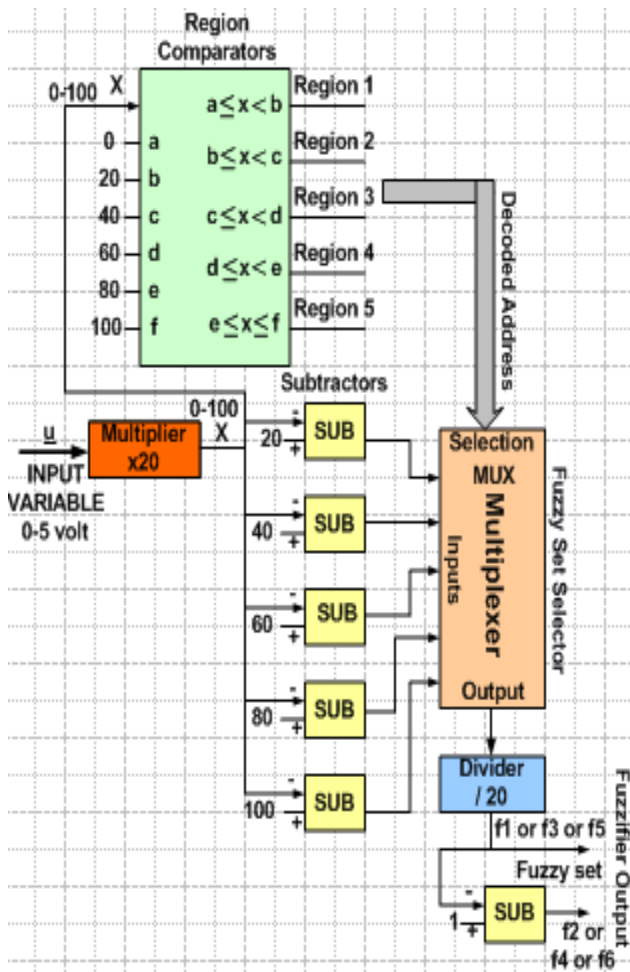 Region
Comparators
0-100 X
a≤x<b
Region 1
0 a
b≤x<c
Region 2
20 b
40 c
c≤x<d
Region 3
60 d
d≤x<e
Region 4
80 e
100 f
e≤x≤f
Region 5
Decoded Address
Subtractors
0-100
X
u
Multiplier
x20
INPUT
VARIABLE
0-5 volt
-
20
+
SUB
-
40
+
SUB
-
60
+
SUB
-
80
+
SUB
-
100
+
SUB
Selection
MUX
Multiplexer
Inputs
Output
Fuzzy Set Selector
Divider
/ 20
f1 or f3 or f5
Fuzzy set
-
1
+
SUB
f2 or
f4 or f6
Fuzzifier Output